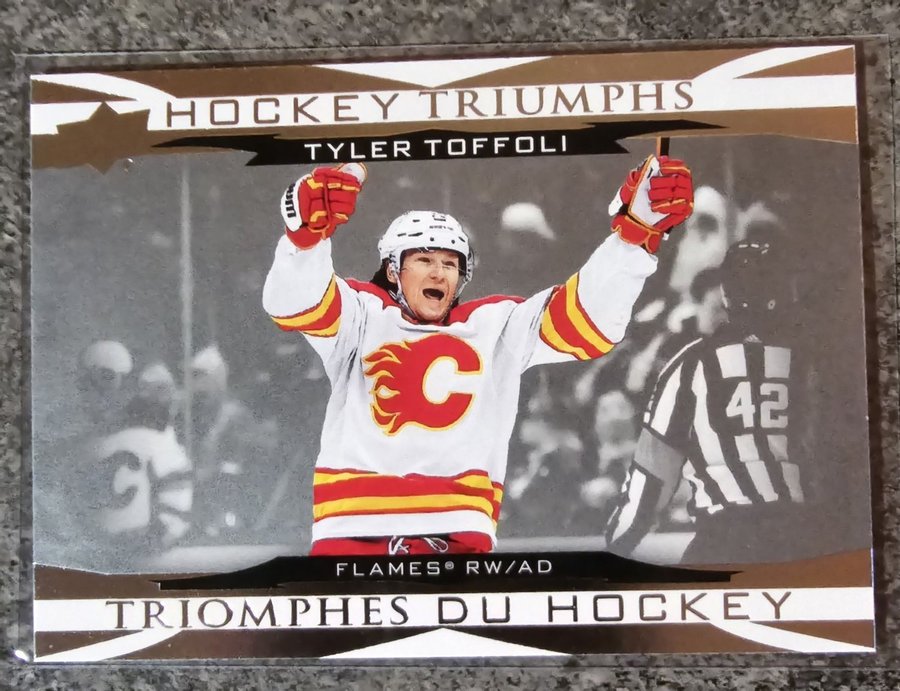 HOCKEY TRIUMPHS
TYLER TOFFOLI
C
42
FLAMES® RW/AD
TRIOMPHES DU HOCKEY